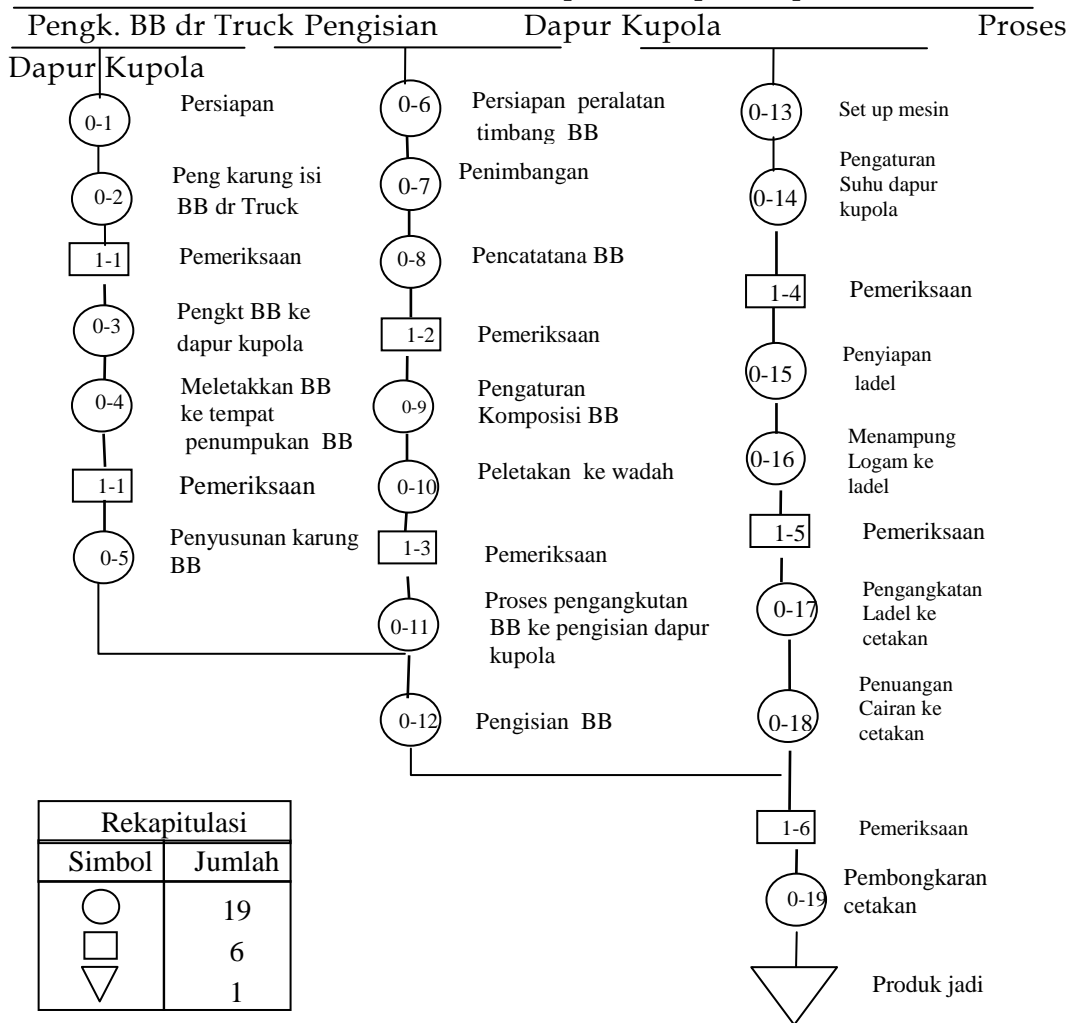 Pengk. BB dr Truck Pengisian Dapur Kupola Proses
Dapur Kupola
0-1 Persiapan
0-2 Peng karung isi
BB dr Truck
1-1 Pemeriksaan
0-3 Pengkt BB ke
dapur kupola
0-4 Meletakkan BB
ke tempat
penumpukan BB
1-1 Pemeriksaan
0-5 Penyusunan karung
BB
0-6 Persiapan peralatan
timbang BB
0-7 Penimbangan
0-8 Pencatatana BB
1-2 Pemeriksaan
0-9 Pengaturan
Komposisi BB
0-10 Peletakan ke wadah
1-3 Pemeriksaan
0-11 Proses pengangkutan
BB ke pengisian dapur
kupola
0-12 Pengisian BB
0-13 Set up mesin
0-14 Pengaturan
Suhu dapur
kupola
1-4 Pemeriksaan
0-15 Penyiapan
ladel
0-16 Menampung
Logam ke
ladel
1-5 Pemeriksaan
0-17 Pengangkatan
Ladel ke
cetakan
0-18 Penuangan
Cairan ke
cetakan
1-6 Pemeriksaan
0-19 Pembongkaran
cetakan
Produk jadi
Rekapitulasi
Simbol Jumlah
19
6
1